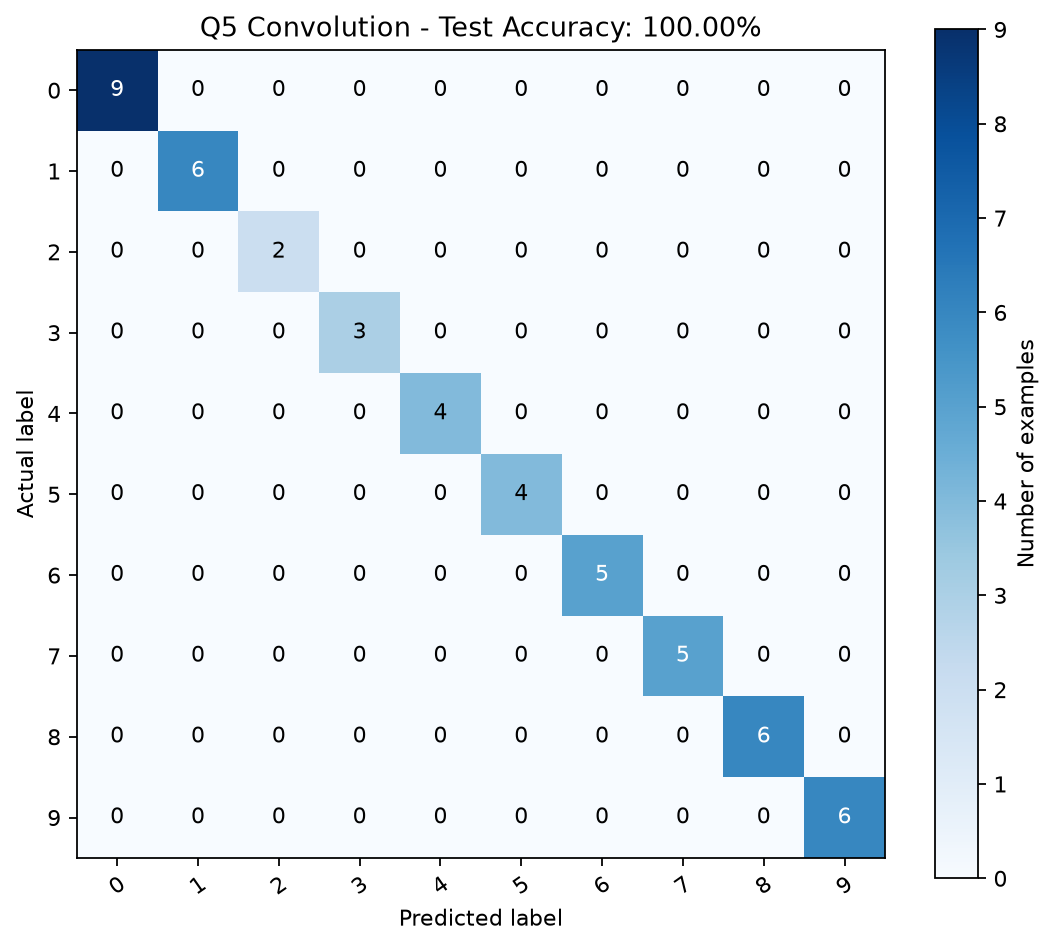 Q5 Convolution - Test Accuracy: 100.00%
0 9 0 0 0 0 0 0 0 0 0
1 0 6 0 0 0 0 0 0 0 0
2 0 0 2 0 0 0 0 0 0 0
3 0 0 0 3 0 0 0 0 0 0
4 0 0 0 0 4 0 0 0 0 0
5 0 0 0 0 0 4 0 0 0 0
6 0 0 0 0 0 0 5 0 0 0
7 0 0 0 0 0 0 0 5 0 0
8 0 0 0 0 0 0 0 0 6 0
9 0 0 0 0 0 0 0 0 0 6
0 1 2 3 4 5 6 7 8 9
Predicted label
Actual label
9
8
7
6
5
4
3
2
1
0
Number of examples